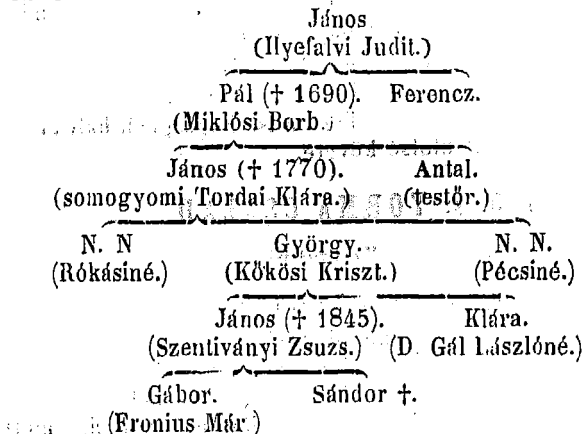 János
(Ilyefalvi Judit.)
Pál († 1690). Ferencz.
(Miklósi Borb.)
János († 1770). Antal.
(somogyomi Tordai Klára.) (testőr.)
N. N György. N. N.
(Rókásiné.) (Kőkösi Kriszt.) (Pécsiné.)
János († 1845). Klára.
(Szentiványi Zsuzs.) (D. Gál Lászlóné.)
Gábor. Sándor †.
(Fronius Már.)